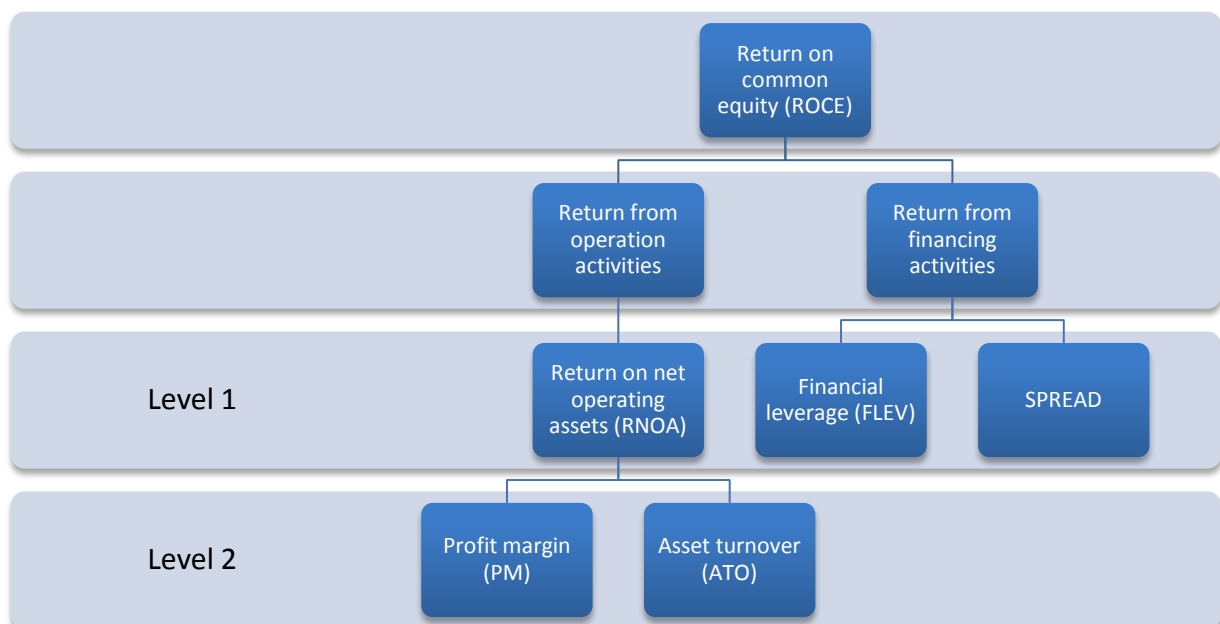 Return on
common
equity (ROCE)
Return from
operation
activities
Return from
financing
activities
Level 1
Return on net
operating
assets (RNOA)
Financial
leverage (FLEV)
SPREAD
Level 2
Profit margin
(PM)
Asset turnover
(ATO)